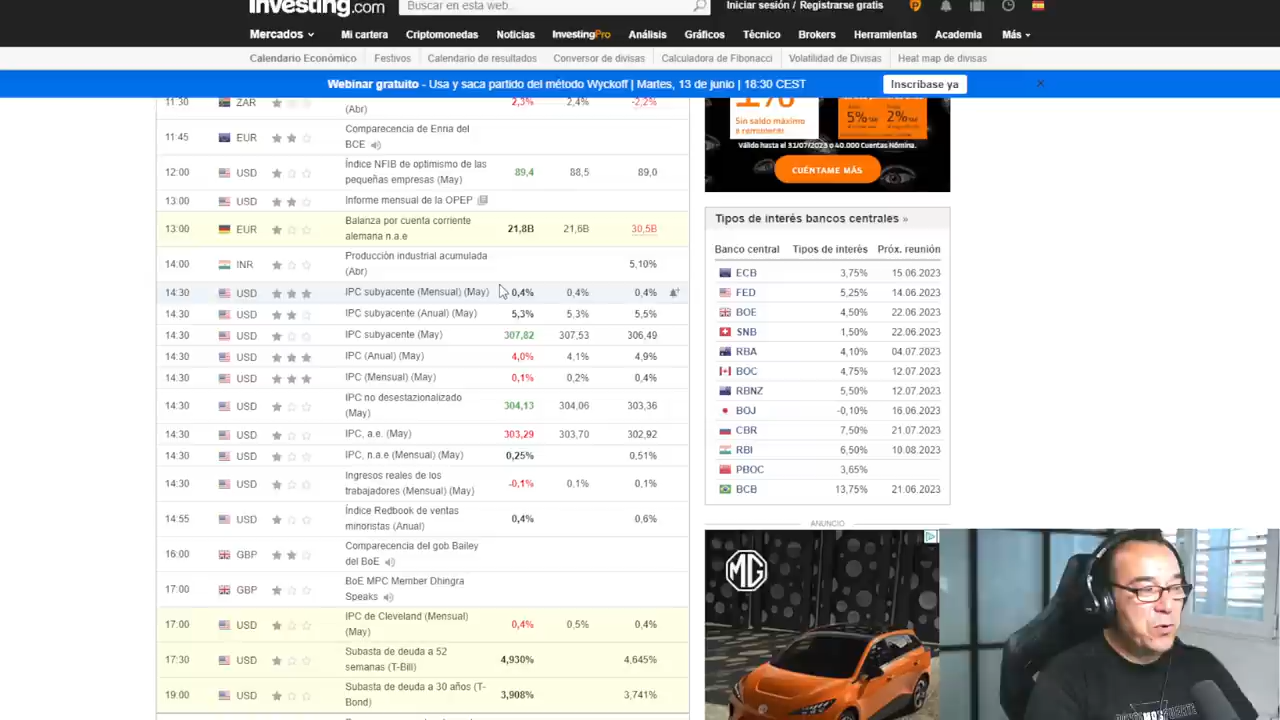 Investing.com
Buscar en esta web...
Iniciar sesión / Registrarse gratis
Mercados
Mi cartera
Criptomonedas
Noticias
InvestingPro
Análisis
Gráficos
Técnico
Brokers
Herramientas
Academia
Más
Calendario Económico
Festivos
Calendario de resultados
Conversor de divisas
Calculadora de Fibonacci
Volatilidad de Divisas
Heat map de divisas
Webinar gratuito - Usa y saca partido del método Wyckoff | Martes, 13 de junio | 18:30 CEST
Inscríbase ya
11:30 ZAR (Abr) 2,3% 2,4% -2,2%
11:45 EUR Comparecencia de Enria del
BCE
12:00 USD Índice NFIB de optimismo de las
pequeñas empresas (May) 89,4 88,5 89,0
13:00 USD Informe mensual de la OPEP
13:00 EUR Balanza por cuenta corriente
alemana n.a.e 21,8B 21,6B 30,5B
14:00 INR Producción industrial acumulada
(Abr) 5,10%
14:30 USD IPC subyacente (Mensual) (May) 0,4% 0,4% 0,4%
14:30 USD IPC subyacente (Anual) (May) 5,3% 5,3% 5,5%
14:30 USD IPC subyacente (May) 307,82 307,53 306,49
14:30 USD IPC (Anual) (May) 4,0% 4,1% 4,9%
14:30 USD IPC (Mensual) (May) 0,1% 0,2% 0,4%
14:30 USD IPC no desestazionalizado
(May) 304,13 304,06 303,36
14:30 USD IPC, a.e. (May) 303,29 303,70 302,92
14:30 USD IPC, n.a.e (Mensual) (May) 0,25% 0,51%
14:30 USD Ingresos reales de los
trabajadores (Mensual) (May) -0,1% 0,1% 0,1%
14:55 USD Índice Redbook de ventas
minoristas (Anual) 0,4% 0,6%
16:00 GBP Comparecencia del gob Bailey
del BoE
17:00 GBP BoE MPC Member Dhingra
Speaks
17:00 USD IPC de Cleveland (Mensual)
(May) 0,4% 0,5% 0,4%
17:30 USD Subasta de deuda a 52
semanas (T-Bill) 4,930% 4,645%
19:00 USD Subasta de deuda a 30 años (T-
Bond) 3,908% 3,741%
1%
Sin saldo máximo
a remunerar
5% 2%
Válido hasta el 31/07/2023 o 40.000 Cuentas Nómina.
CUÉNTAME MÁS
Tipos de interés bancos centrales »
Banco central Tipos de interés Próx. reunión
ECB 3,75% 15.06.2023
FED 5,25% 14.06.2023
BOE 4,50% 22.06.2023
SNB 1,50% 22.06.2023
RBA 4,10% 04.07.2023
BOC 4,75% 12.07.2023
RBNZ 5,50% 12.07.2023
BOJ -0,10% 16.06.2023
CBR 7,50% 21.07.2023
RBI 6,50% 10.08.2023
PBOC 3,65%
BCB 13,75% 21.06.2023
ANUNCIO
MG